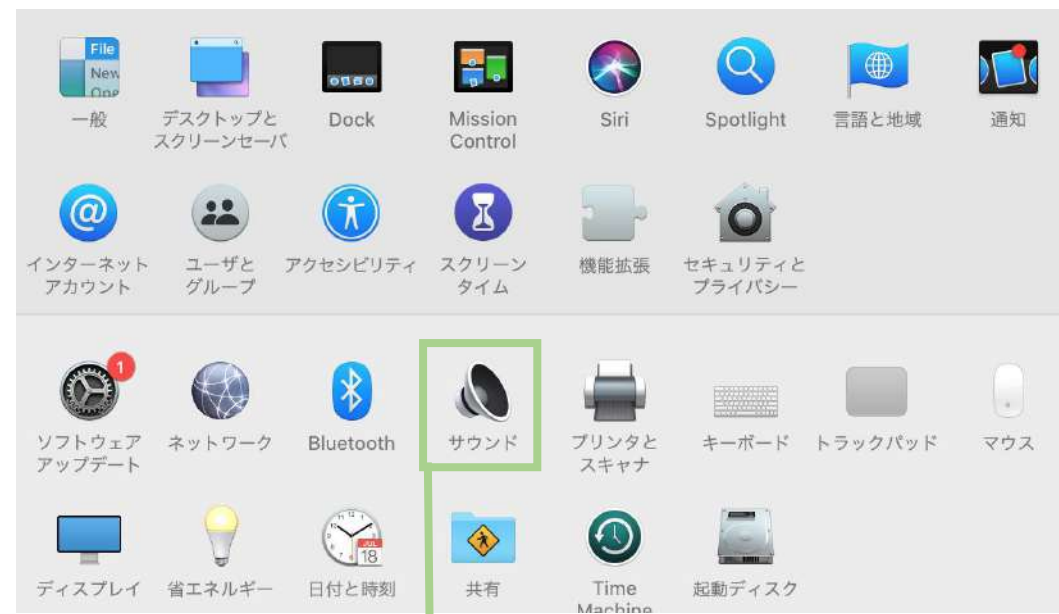 File
New
Ope
一般
デスクトップと
スクリーンセーバ
Dock
Mission
Control
Siri
Spotlight
言語と地域
通知
@
インターネット
アカウント
ユーザと
グループ
アクセシビリティ
スクリーン
タイム
機能拡張
セキュリティと
プライバシー
1
ソフトウェア
アップデート
ネットワーク
Bluetooth
サウンド
プリンタと
スキャナ
キーボード
トラックパッド
マウス
ディスプレイ
省エネルギー
JUL
18
日付と時刻
共有
Time
Machine
起動ディスク